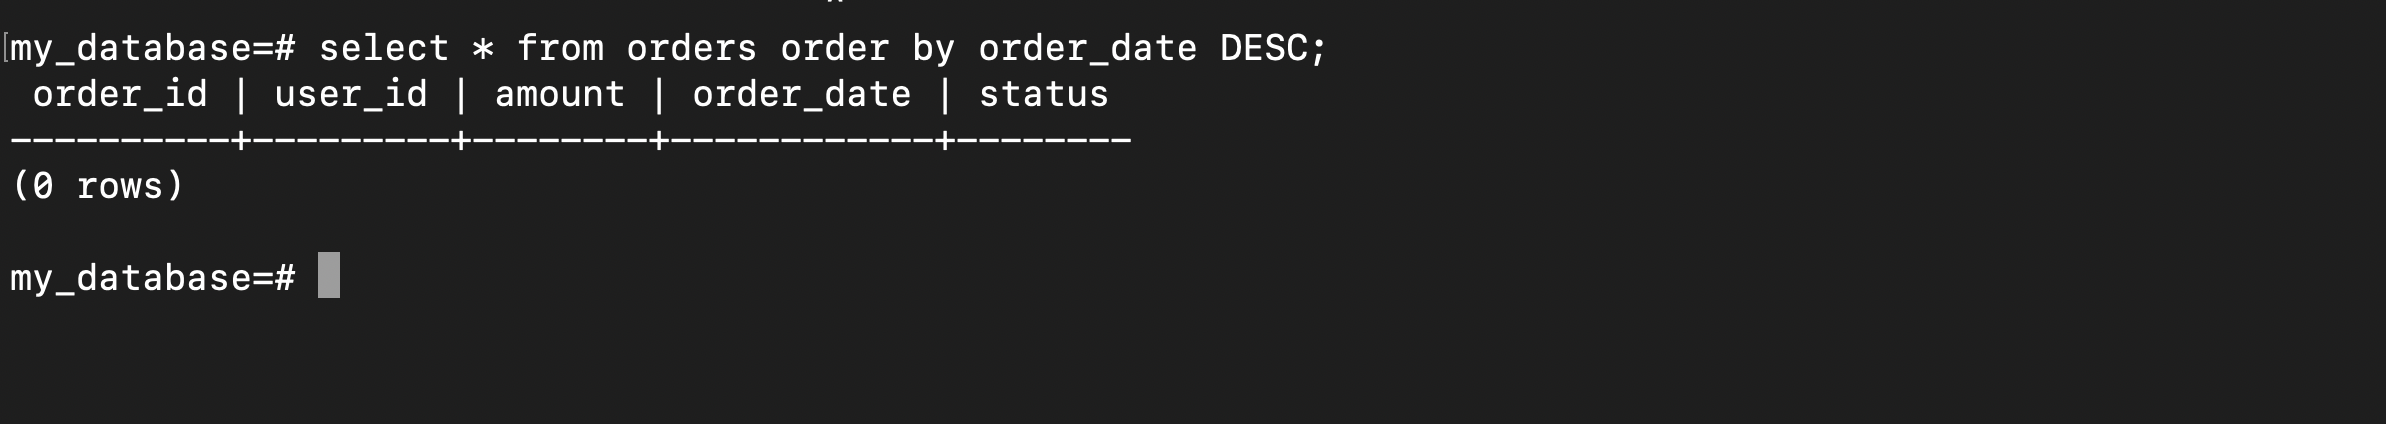 my_database=# select * from orders order by order_date DESC;
 order_id | user_id | amount | order_date | status
----------+---------+--------+------------+--------
(0 rows)
my_database=#